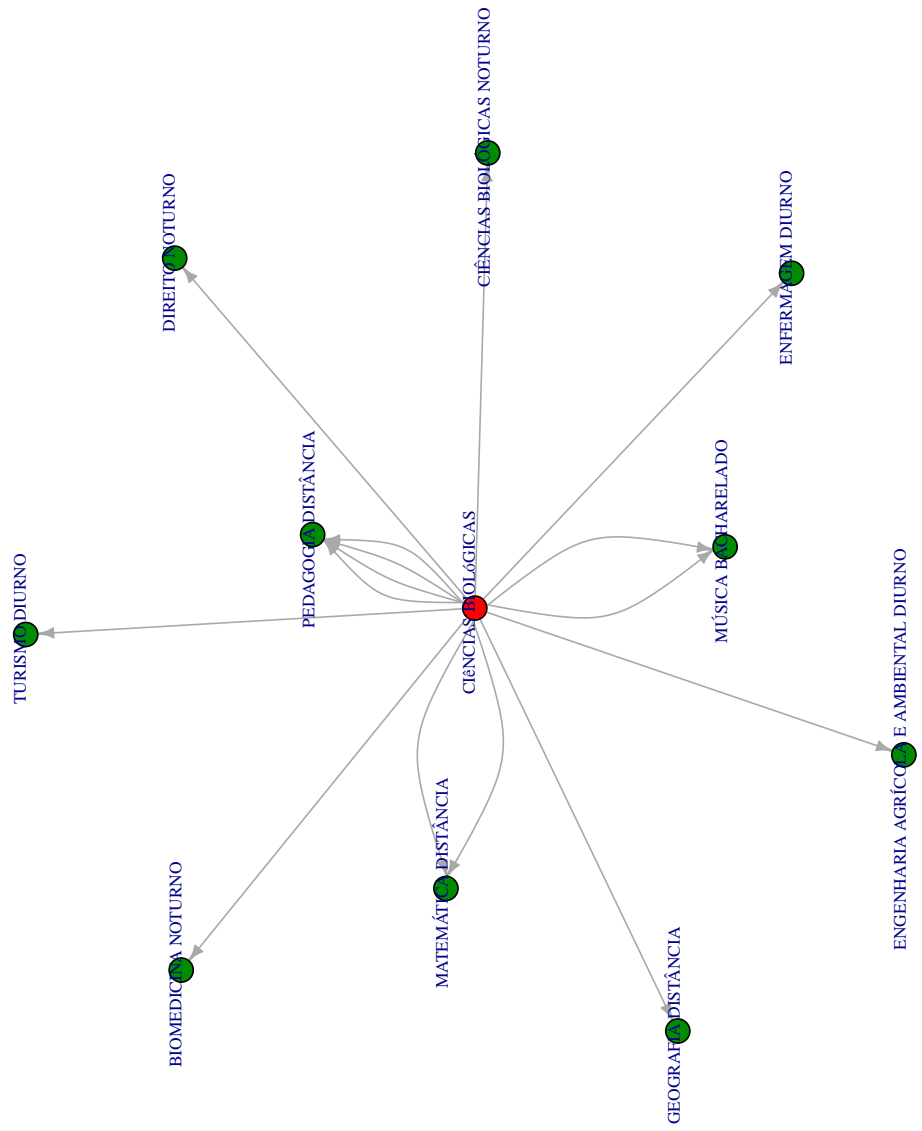 CIÊNCIAS BIOLÓGICAS NOTURNO
DIREITO NOTURNO
ENFERMAGEM DIURNO
PEDAGOGIA DISTÂNCIA
MÚSICA BACHARELADO
CIêNCIAS BIOLóGICAS
TURISMO DIURNO
ENGENHARIA AGRÍCOLA E AMBIENTAL DIURNO
MATEMÁTICA DISTÂNCIA
BIOMEDICINA NOTURNO
GEOGRAFIA DISTÂNCIA